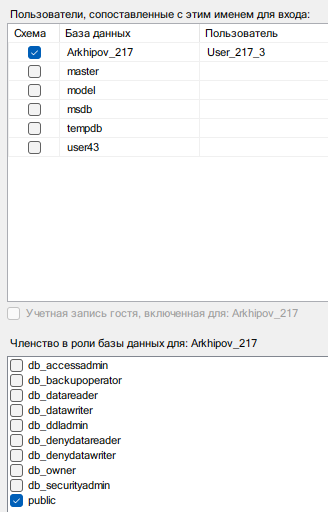 Пользователи, сопоставленные с этим именем для входа:
Схема База данных Пользователь
Arkhipov_217 User_217_3
master
model
msdb
tempdb
user43
Учетная запись гостя, включенная для: Arkhipov_217
Членство в роли базы данных для: Arkhipov_217
db_accessadmin
db_backupoperator
db_datareader
db_datawriter
db_ddladmin
db_denydatareader
db_denydatawriter
db_owner
db_securityadmin
public